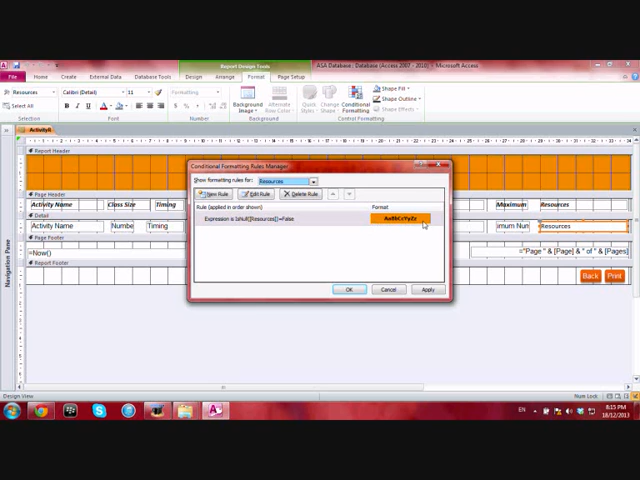 Report Design Tools
ASA Database: Database (Access 2007 - 2010) - Microsoft Access
File Home Create External Data Database Tools Design Arrange Format Page Setup
Resources
Calibri (Detail) 11
Formatting
Shape Fill
Select All
B I U
$ %
Background Image
Quick Styles
Change Shape
Conditional Formatting
Shape Outline
Selection Font Number Background Control Formatting
ActivityR
Report Header
Page Header
Activity Name Class Size Timing Maximum Resources
Detail
Activity Name Numbe Timing imum Num Resources
Page Footer
=Now() ="Page " & [Page] & " of " & [Pages]
Report Footer
Back Print
Navigation Pane
Conditional Formatting Rules Manager
Show formatting rules for: Resources
New Rule Edit Rule Delete Rule
Rule (applied in order shown) Format
Expression is IsNull([Resources])=False AaBbCcYyZz
OK Cancel Apply
Design View Num Lock
EN 8:15 PM
18/12/2013